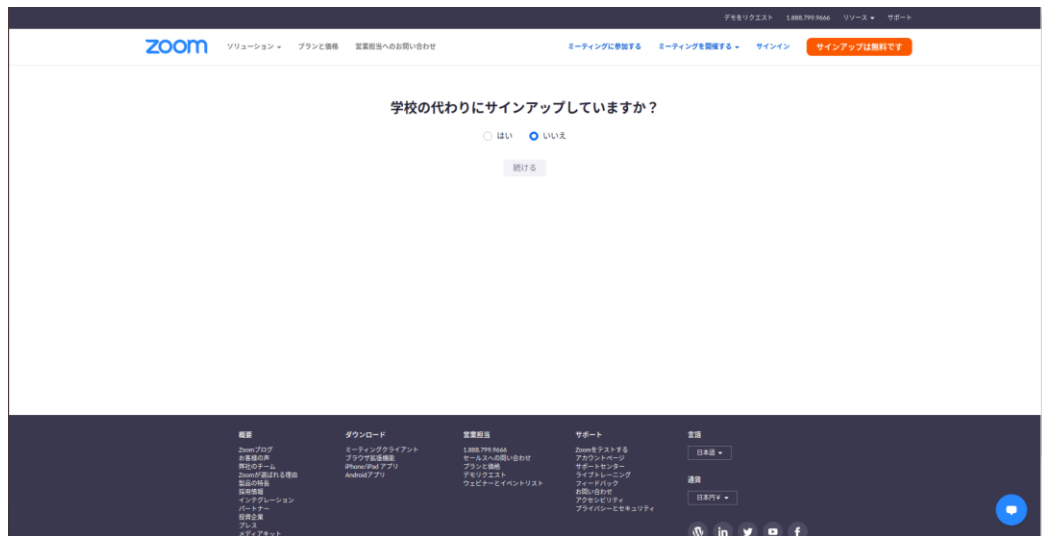 デモをリクエスト 1.888.799.9666 リソース サポート
zoom ソリューション プランと価格 営業担当へのお問い合わせ ミーティングに参加する ミーティングを開催する サインイン サインアップは無料です
学校の代わりにサインアップしていますか？
はい いいえ
続ける
概要
Zoomブログ
お客様の声
弊社のチーム
Zoomが選ばれる理由
製品の特長
採用情報
インテグレーション
パートナー
投資企業
プレス
メディアキット
ダウンロード
ミーティングクライアント
ブラウザ拡張機能
iPhone/iPad アプリ
Androidアプリ
営業担当
1.888.799.9666
セールスへの問い合わせ
プランと価格
デモリクエスト
ウェビナーとイベントリスト
サポート
Zoomをテストする
アカウントページ
サポートセンター
ライブトレーニング
フィードバック
お問い合わせ
アクセシビリティ
プライバシーとセキュリティ
言語
日本語
通貨
日本円￥